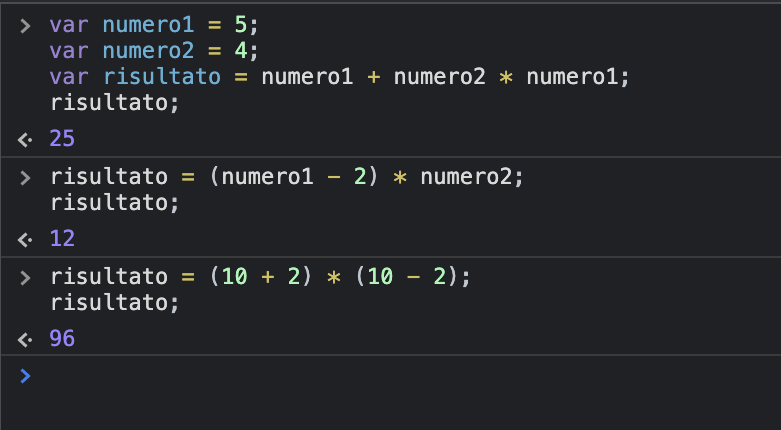 > var numero1 = 5;
var numero2 = 4;
var risultato = numero1 + numero2 * numero1;
risultato;
<· 25
> risultato = (numero1 - 2) * numero2;
risultato;
<· 12
> risultato = (10 + 2) * (10 - 2);
risultato;
<· 96
>